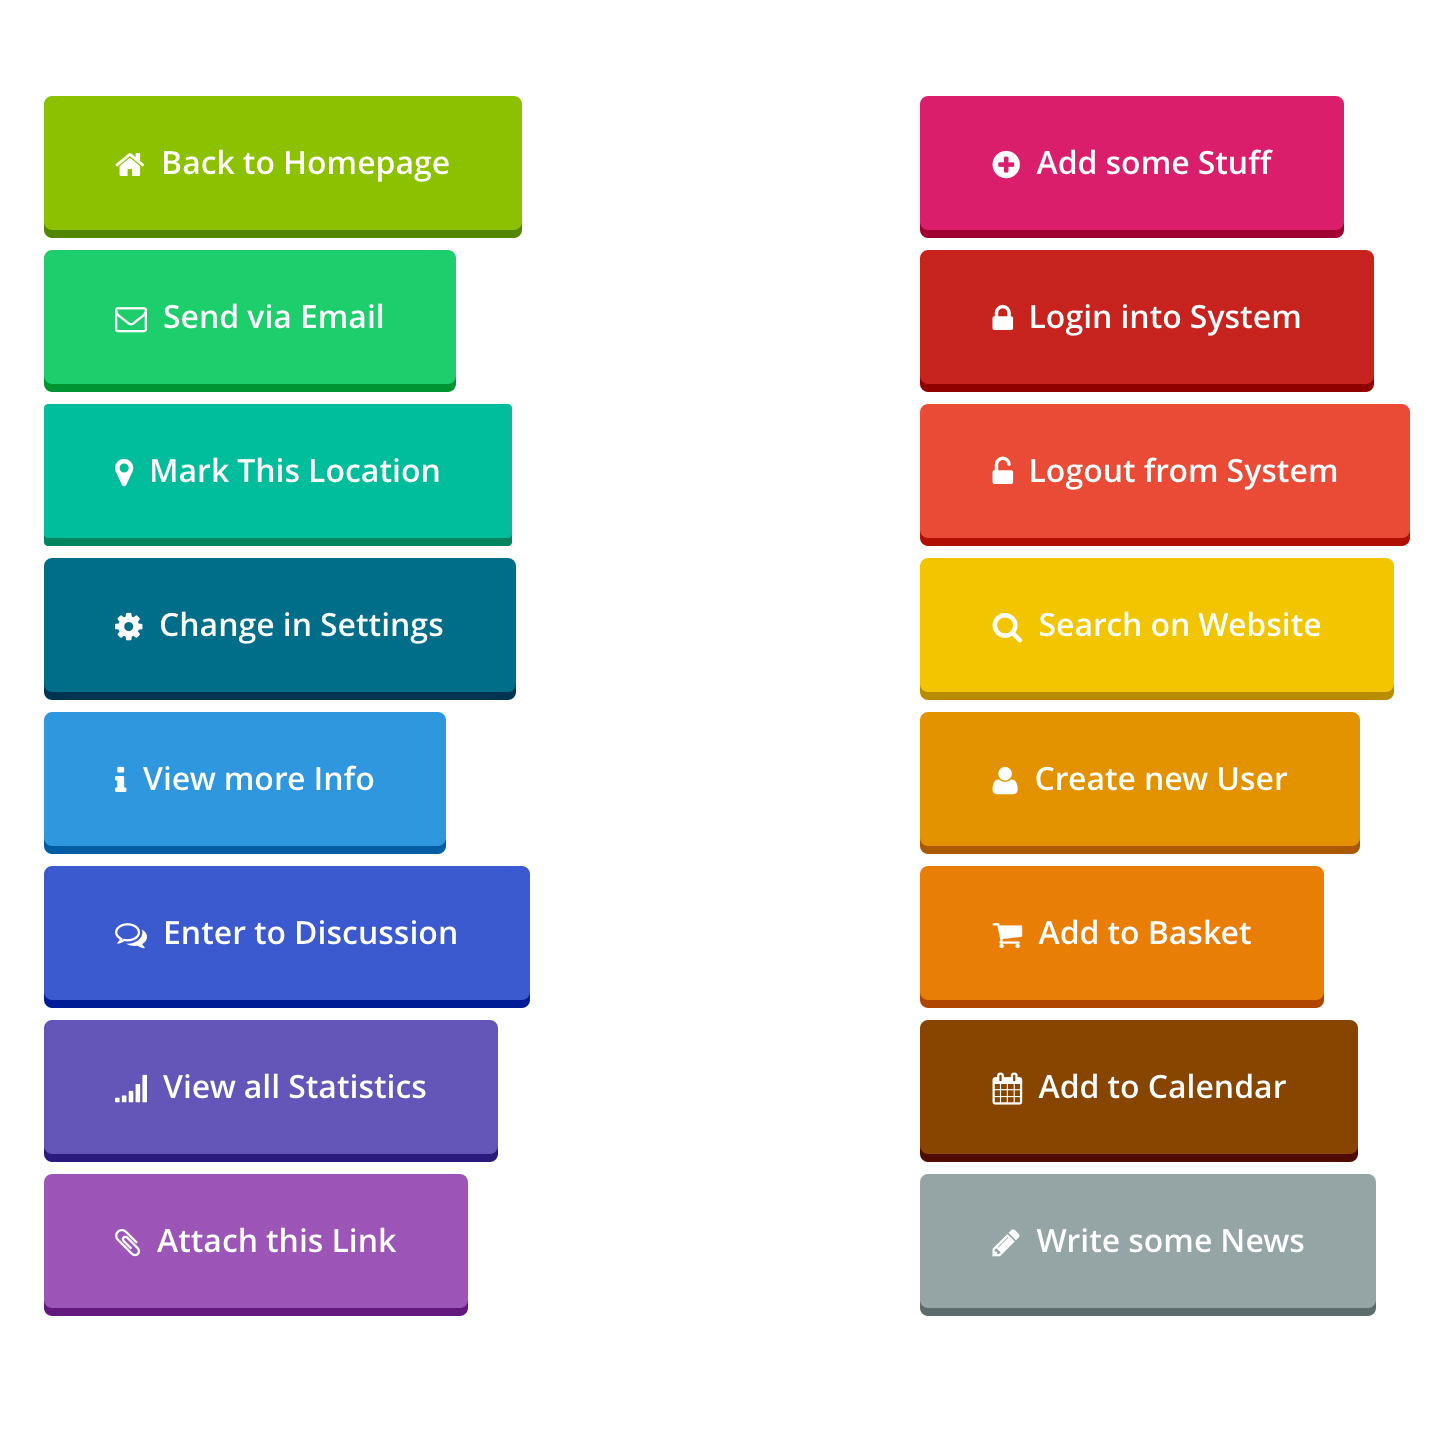 Back to Homepage
Send via Email
Mark This Location
Change in Settings
View more Info
Enter to Discussion
View all Statistics
Attach this Link
Add some Stuff
Login into System
Logout from System
Search on Website
Create new User
Add to Basket
Add to Calendar
Write some News